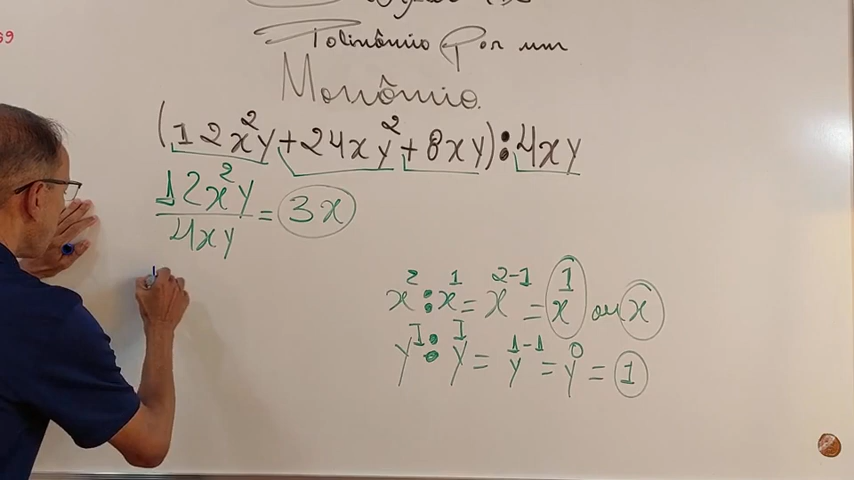 Polinômio Por um
Monômio.
(12x²y+24xy²+8xy):4xy
12x²y/4xy = 3x
x²:x¹=x²⁻¹=x¹ ou x
y¹:y¹=y¹⁻¹=y⁰=1